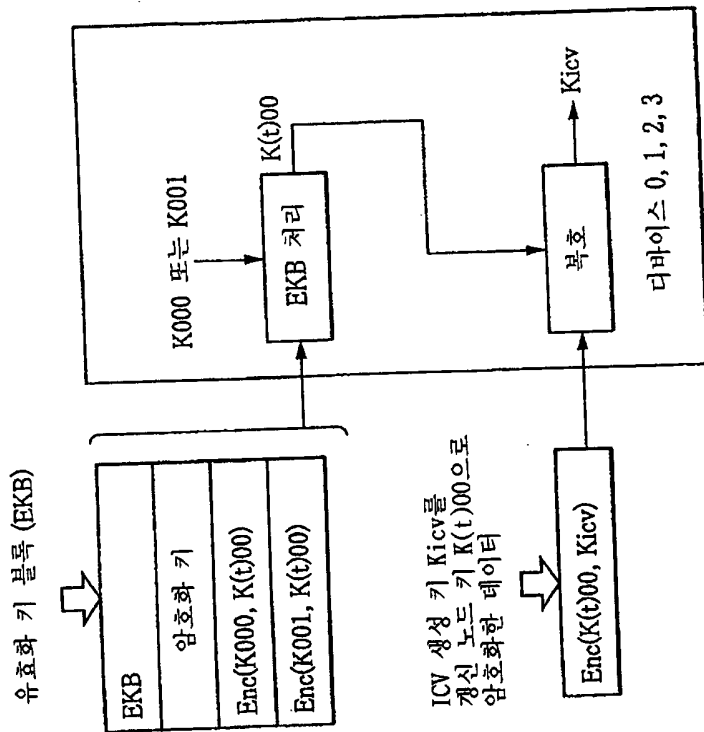 유효화 키 블록 (EKB)
EKB
암호화 키
Enc(K000, K(t)00)
Enc(K001, K(t)00)
K000 또는 K001
EKB 처리
K(t)00
ICV 생성 키 Kicv를
갱신 노드 키 K(t)00으로
암호화한 데이터
Enc(K(t)00, Kicv)
복호
Kicv
디바이스 0, 1, 2, 3